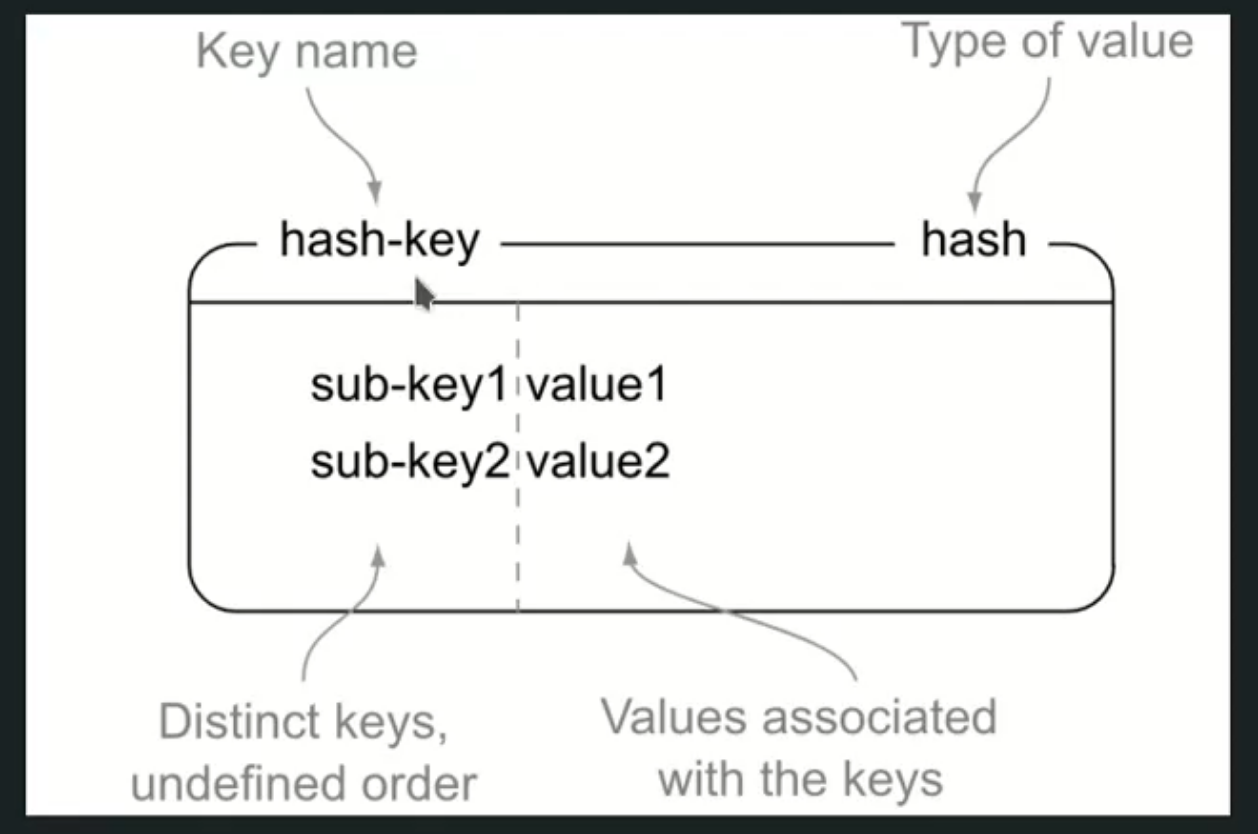 Key name
Type of value
hash-key
hash
sub-key1 value1
sub-key2 value2
Distinct keys,
undefined order
Values associated
with the keys